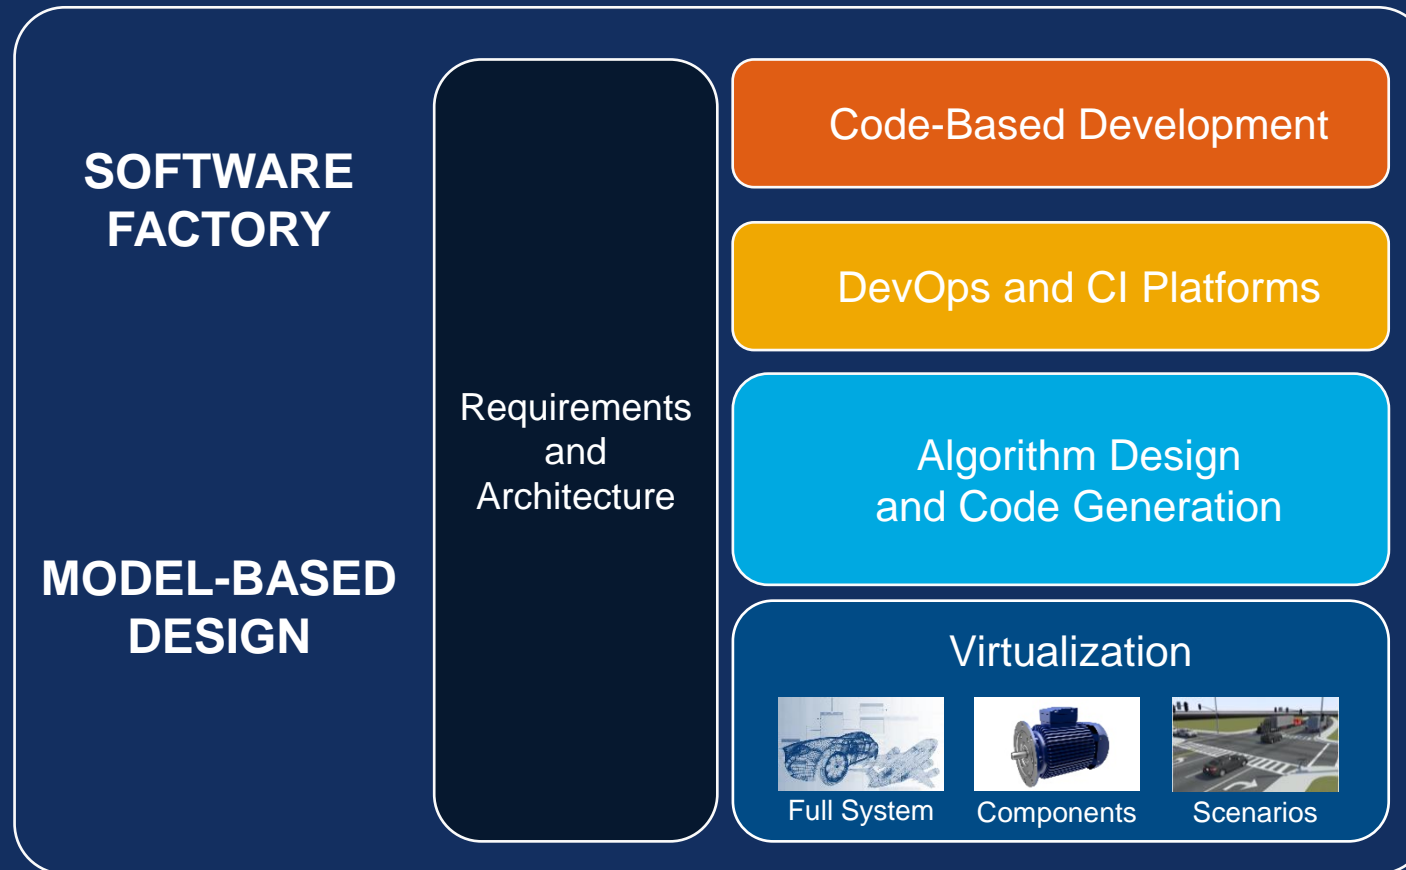 SOFTWARE
FACTORY
MODEL-BASED
DESIGN
Requirements
and
Architecture
Code-Based Development
DevOps and CI Platforms
Algorithm Design
and Code Generation
Virtualization
Full System
Components
Scenarios